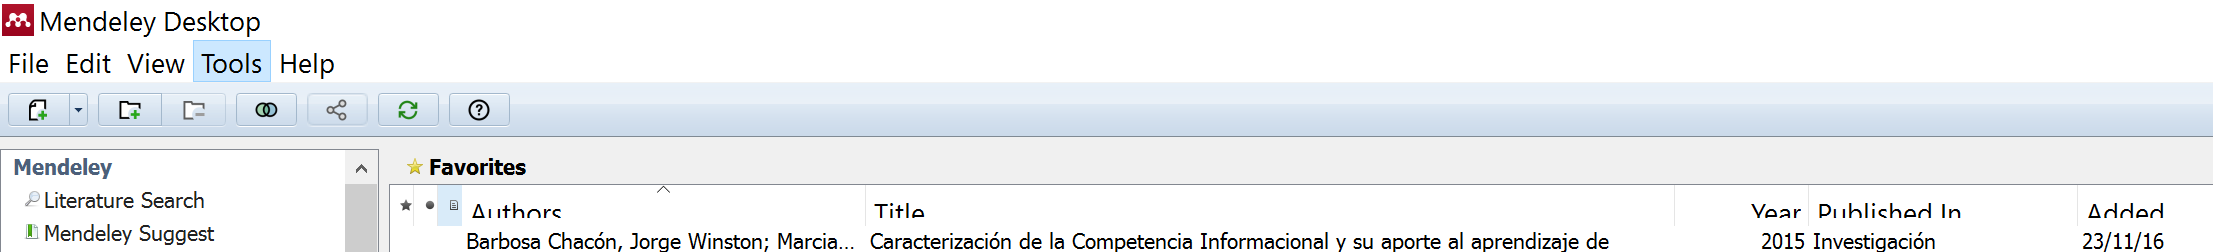 Mendeley Desktop
File Edit View Tools Help
Mendeley
Favorites
Literature Search
Authors Title Year Published In Added
Mendeley Suggest
Barbosa Chacón, Jorge Winston; Marcia... Caracterización de la Competencia Informacional y su aporte al aprendizaje de 2015 Investigación 23/11/16